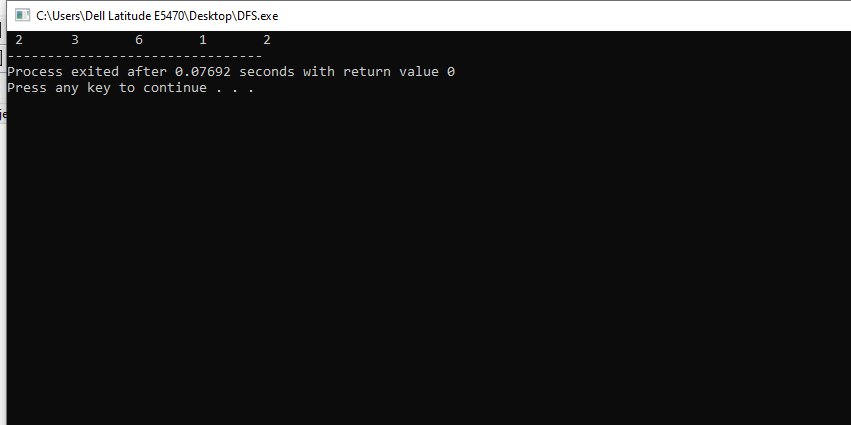 C:\Users\Dell Latitude E5470\Desktop\DFS.exe
2 3 6 1 2
--------------------------------
Process exited after 0.07692 seconds with return value 0
Press any key to continue . . .